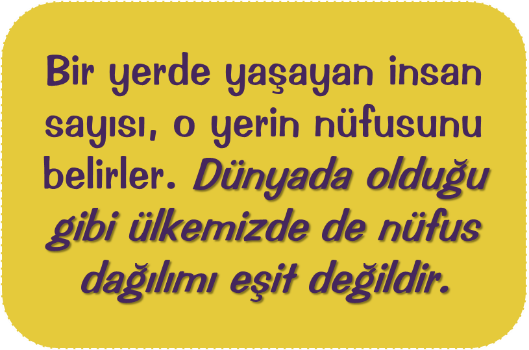 Bir yerde yaşayan insan
sayısı, o yerin nüfusunu
belirler. Dünyada olduğu
gibi ülkemizde de nüfus
dağılımı eşit değildir.